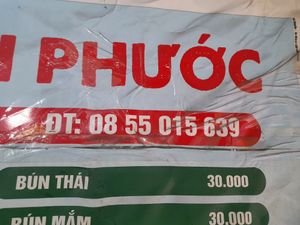 PHƯỚC
ĐT: 08 55 015 639
BÚN THÁI 30.000
BÚN MẮM 30.000